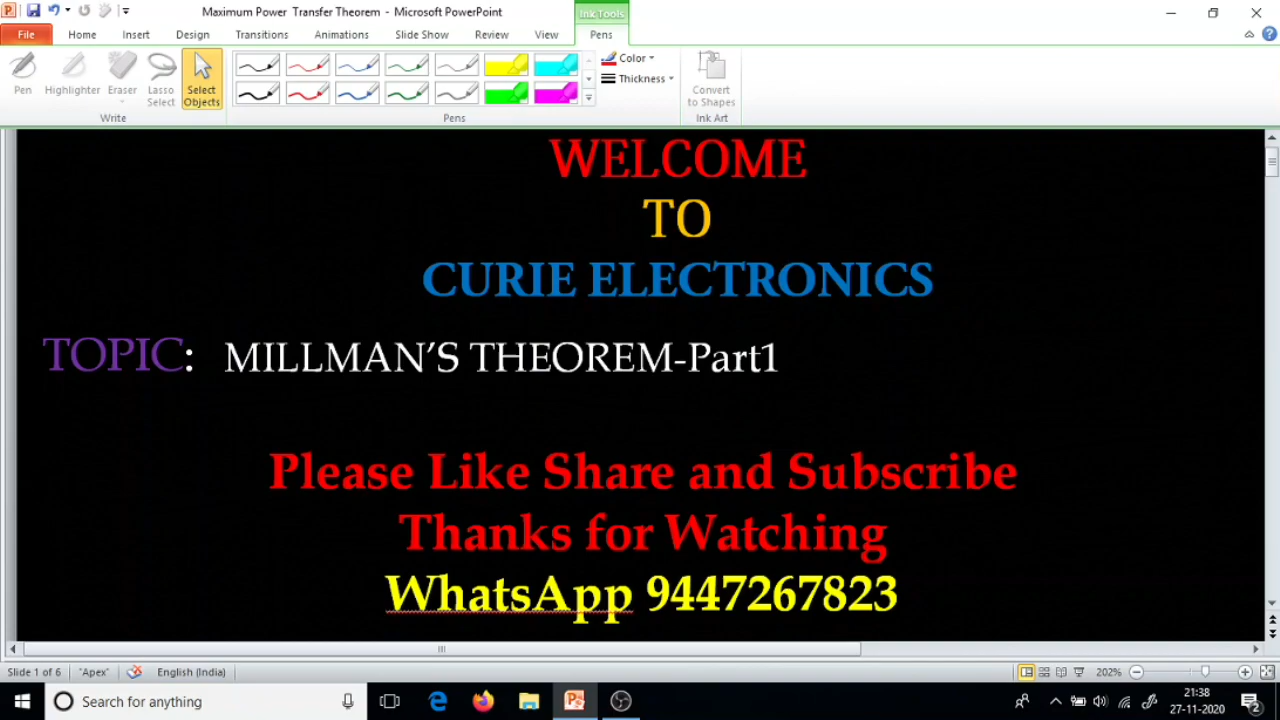 Maximum Power  Transfer Theorem  -  Microsoft PowerPoint
Ink Tools
File
Home
Insert
Design
Transitions
Animations
Slide Show
Review
View
Pens
Pen
Highlighter
Eraser
Lasso
Select
Select
Objects
Color
Thickness
Convert
to Shapes
Write
Pens
Ink Art
WELCOME
TO
CURIE ELECTRONICS
TOPIC:   MILLMAN’S THEOREM-Part1
Please Like Share and Subscribe
Thanks for Watching
WhatsApp 9447267823
Slide 1 of 6
"Apex"
English (India)
202%
Search for anything
21:38
27-11-2020
2